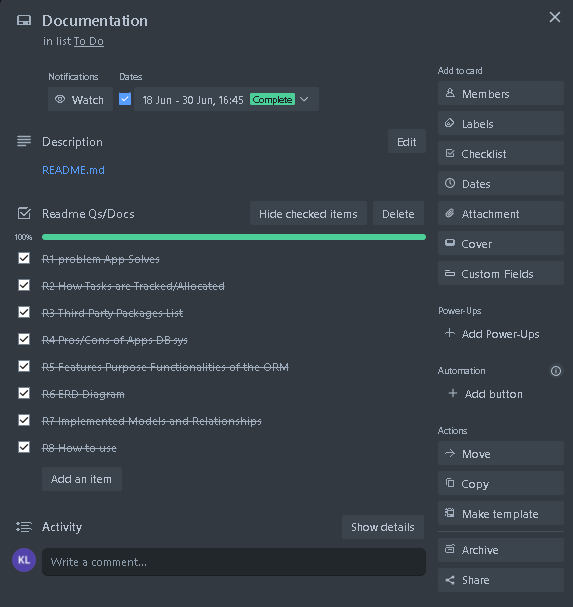 Documentation
in list To Do
Notifications
Dates
Watch
18 Jun - 30 Jun, 16:45 Complete
Description
Edit
README.md
Readme Qs/Docs
Hide checked items
Delete
100%
R1 problem App Solves
R2 How Tasks are Tracked/Allocated
R3 Third Party Packages List
R4 Pros/Cons of Apps DB sys
R5 Features Purpose Functionalities of the ORM
R6 ERD Diagram
R7 Implemented Models and Relationships
R8 How to use
Add an item
Activity
Show details
KL
Write a comment...
Add to card
Members
Labels
Checklist
Dates
Attachment
Cover
Custom Fields
Power-Ups
Add Power-Ups
Automation
Add button
Actions
Move
Copy
Make template
Archive
Share